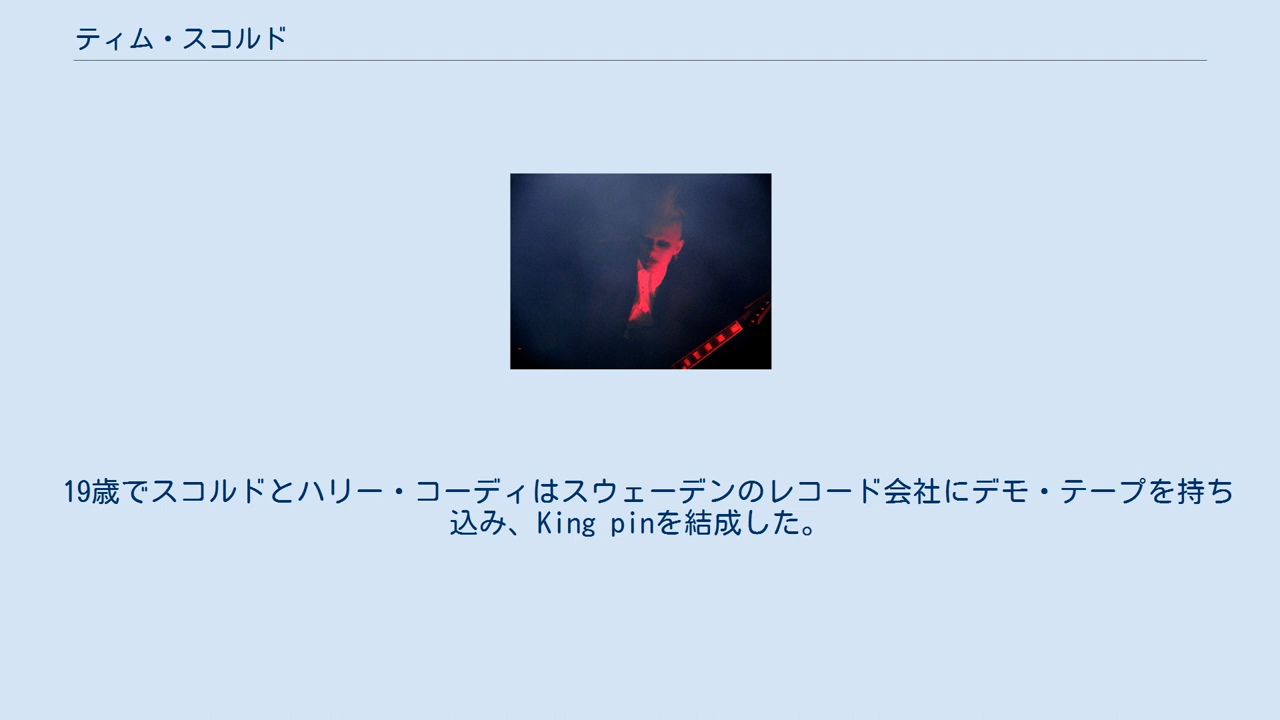 ティム・スコルド
19歳でスコルドとハリー・コーディはスウェーデンのレコード会社にデモ・テープを持ち
込み、King pinを結成した。